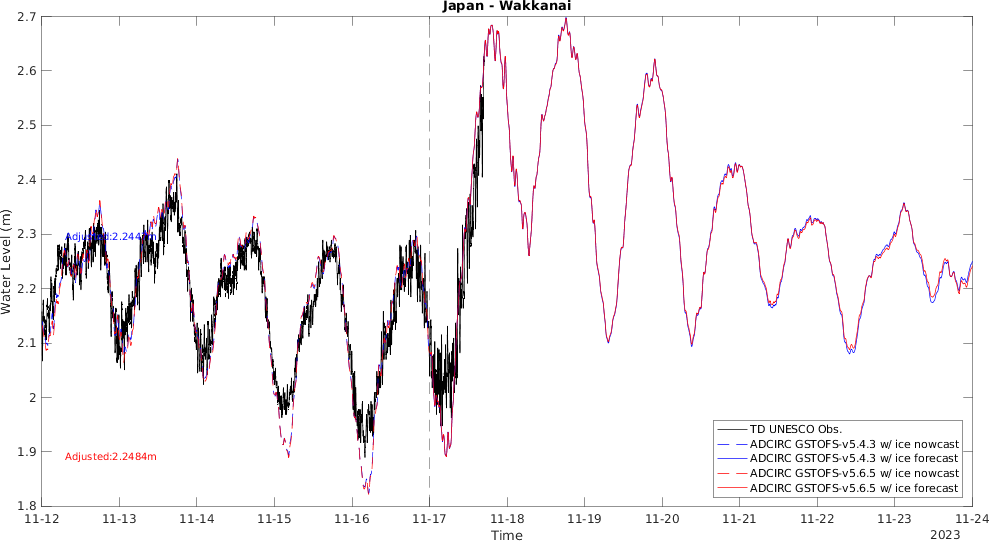 Japan - Wakkanai
2.7
2.6
2.5
2.4
2.3
2.2
2.1
2
1.9
1.8
Water Level (m)
Adjusted:2.2484m
TD UNESCO Obs.
ADCIRC GSTOFS-v5.4.3 w/ ice nowcast
ADCIRC GSTOFS-v5.4.3 w/ ice forecast
ADCIRC GSTOFS-v5.6.5 w/ ice nowcast
ADCIRC GSTOFS-v5.6.5 w/ ice forecast
11-12
11-13
11-14
11-15
11-16
11-17
11-18
11-19
11-20
11-21
11-22
11-23
11-24
Time
2023